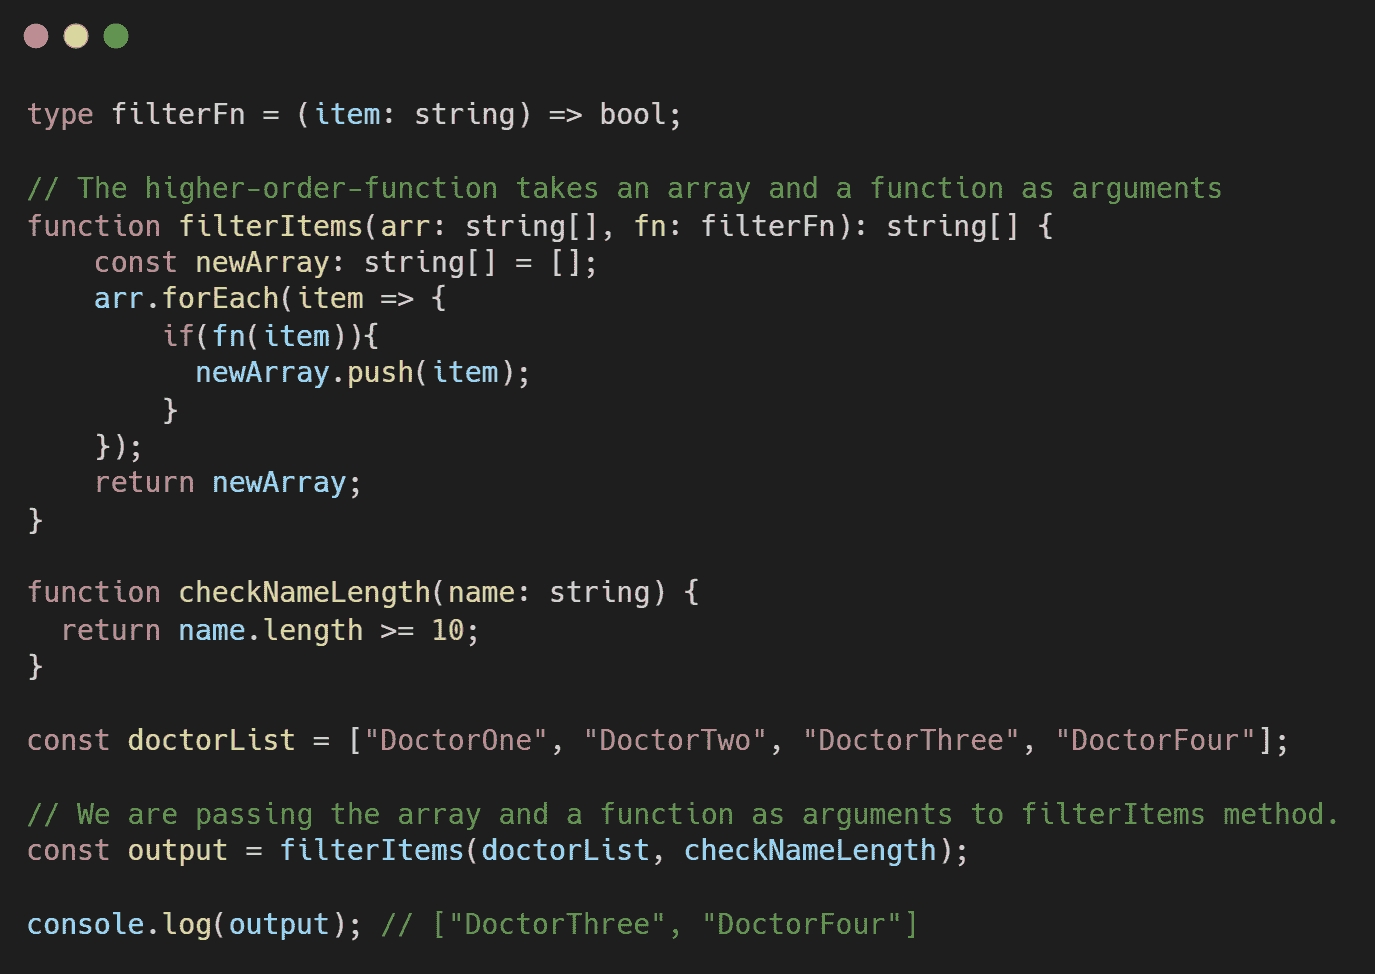 type filterFn = (item: string) => bool;

// The higher-order-function takes an array and a function as arguments
function filterItems(arr: string[], fn: filterFn): string[] {
    const newArray: string[] = [];
    arr.forEach(item => {
        if(fn(item)){
          newArray.push(item);
        }
    });
    return newArray;
}

function checkNameLength(name: string) {
  return name.length >= 10;
}

const doctorList = ["DoctorOne", "DoctorTwo", "DoctorThree", "DoctorFour"];

// We are passing the array and a function as arguments to filterItems method.
const output = filterItems(doctorList, checkNameLength);

console.log(output); // ["DoctorThree", "DoctorFour"]